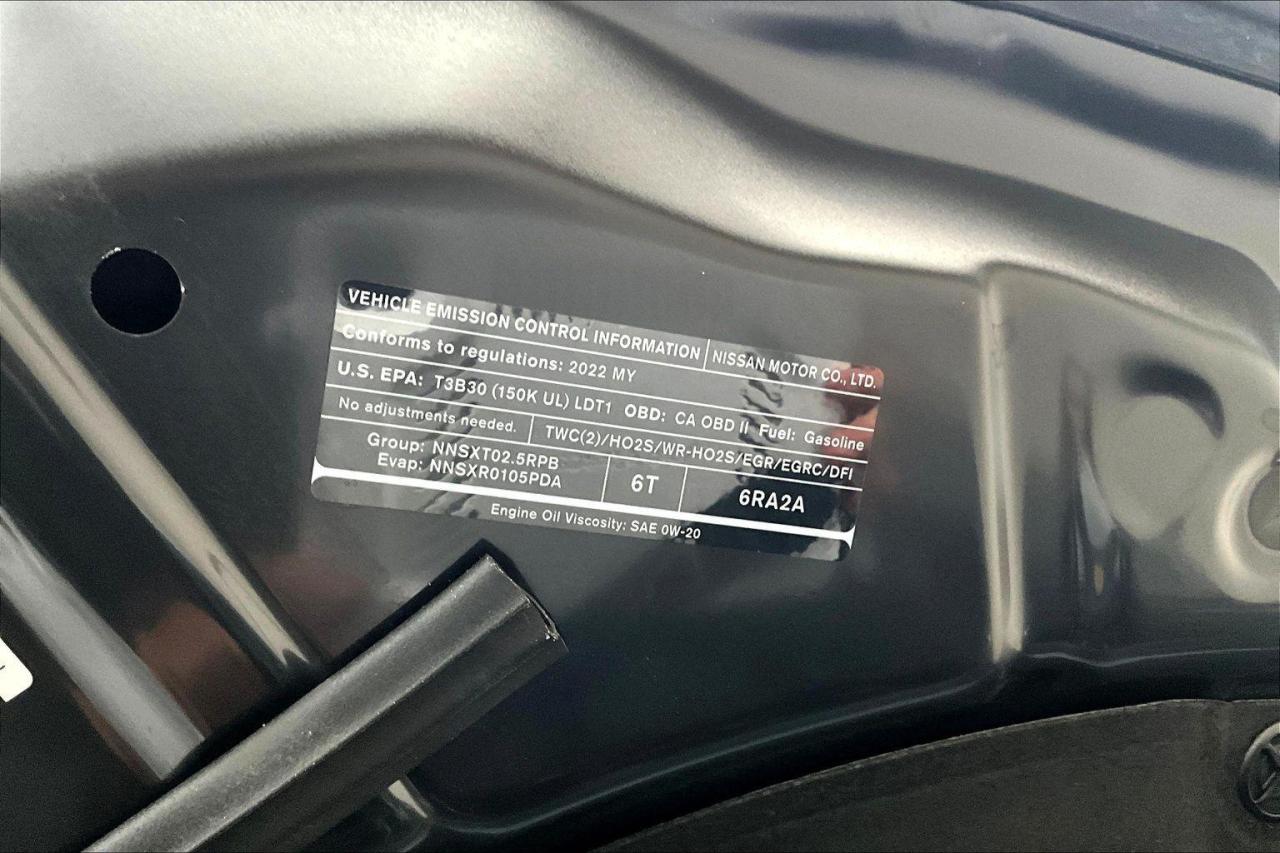 VEHICLE EMISSION CONTROL INFORMATION NISSAN MOTOR CO., LTD.
Conforms to regulations: 2022 MY
U.S. EPA: T3B30 (150K UL) LDT1 OBD: CA OBD II Fuel: Gasoline
No adjustments needed. TWC(2)/HO2S/WR-HO2S/EGR/EGRC/DFI
Group: NNSXT02.5RPB
Evap: NNSXR0105PDA
6T
6RA2A
Engine Oil Viscosity: SAE 0W-20